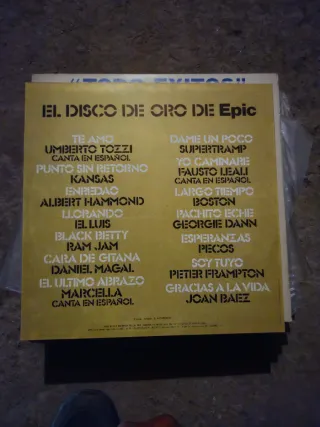 "TODO EXITOS"
EL DISCO DE ORO DE Epic
TE AMO
UMBERTO TOZZI
CANTA EN ESPAÑOL
PUNTO SIN RETORNO
KANSAS
ENREDAO
ALBERT HAMMOND
LLORANDO
EL LUIS
BLACK BETTY
RAM JAM
CARA DE GITANA
DANIEL MAGAL
EL ULTIMO ABRAZO
MARCELLA
CANTA EN ESPAÑOL
DAME UN POCO
SUPERTRAMP
YO CAMINARE
FAUSTO LEALI
CANTA EN ESPAÑOL
LARGO TIEMPO
BOSTON
PACHITO ECHE
GEORGIE DANN
ESPERANZAS
PECOS
SOY TUYO
PETER FRAMPTON
GRACIAS A LA VIDA
JOAN BAEZ